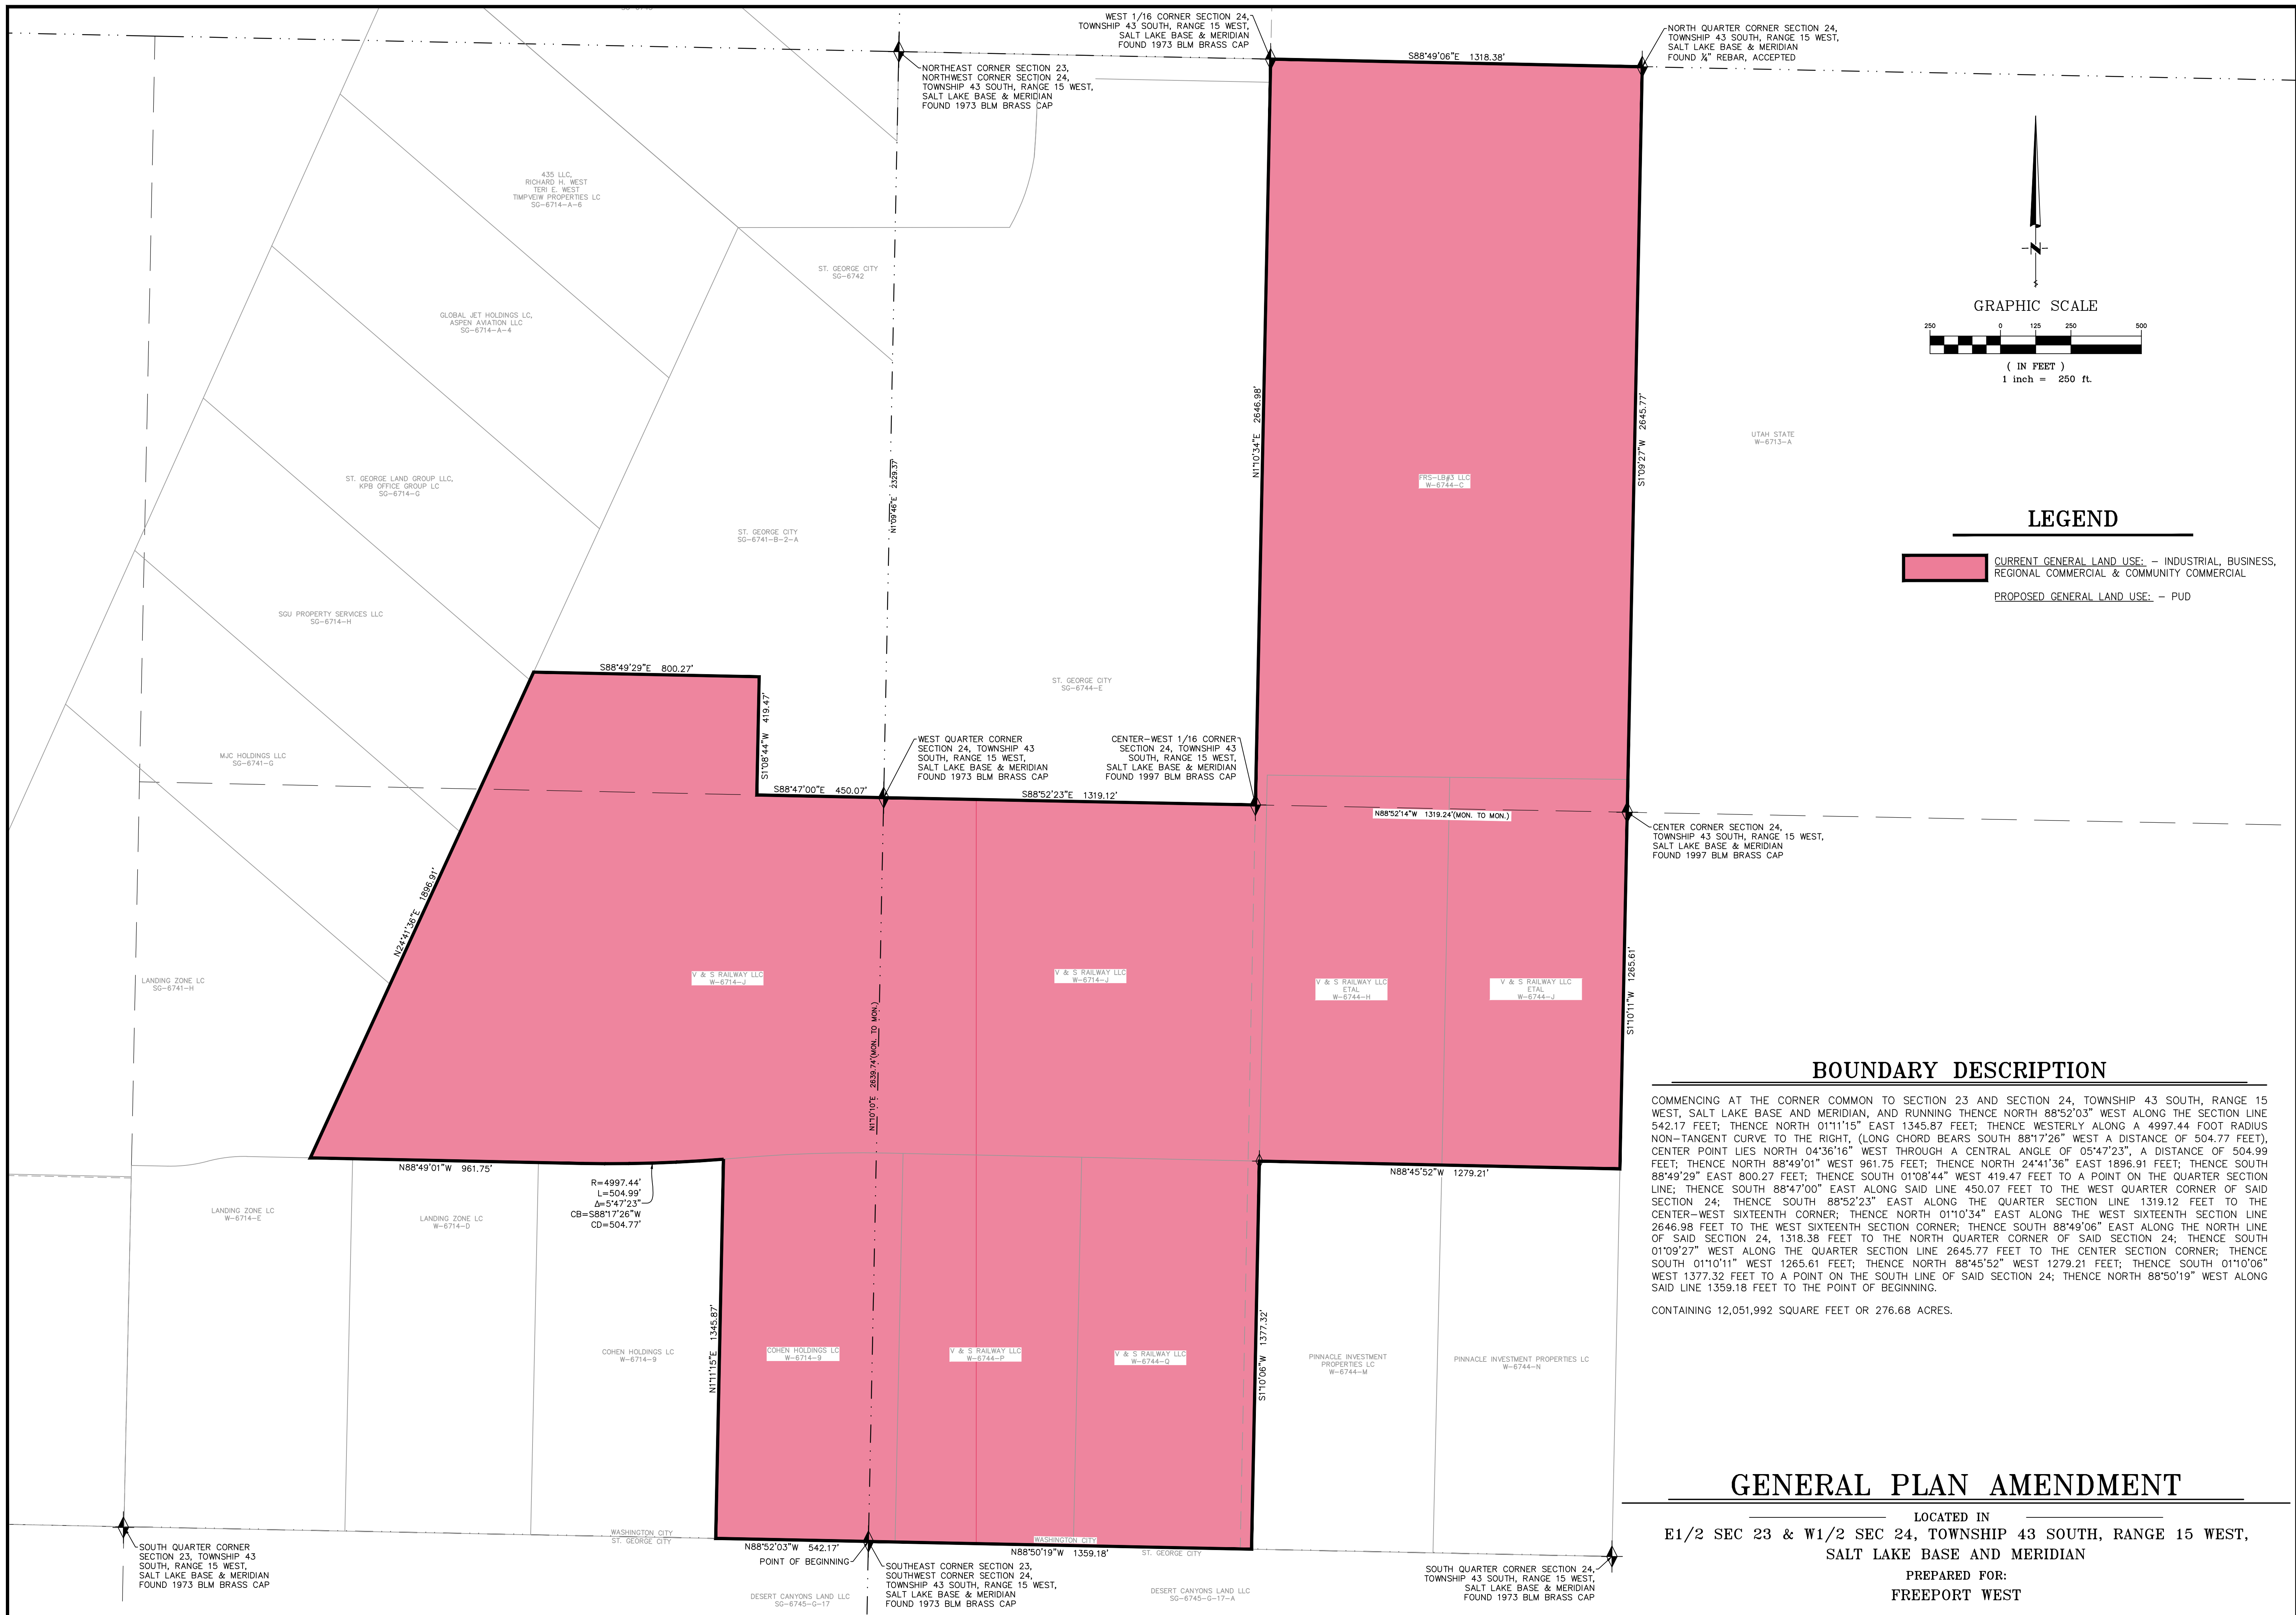 WEST 1/16 CORNER SECTION 24,
TOWNSHIP 43 SOUTH, RANGE 15 WEST,
SALT LAKE BASE & MERIDIAN
FOUND 1973 BLM BRASS CAP
NORTH QUARTER CORNER SECTION 24,
TOWNSHIP 43 SOUTH, RANGE 15 WEST,
SALT LAKE BASE & MERIDIAN
FOUND ¾" REBAR, ACCEPTED
S88°49'06"E 1318.38'
NORTHEAST CORNER SECTION 23,
NORTHWEST CORNER SECTION 24,
TOWNSHIP 43 SOUTH, RANGE 15 WEST,
SALT LAKE BASE & MERIDIAN
FOUND 1973 BLM BRASS CAP
435 LLC,
RICHARD H. WEST
TERI E. WEST
TIMPVEIW PROPERTIES LC
SG-6714-A-6
ST. GEORGE CITY
SG-6742
GLOBAL JET HOLDINGS LC,
ASPEN AVIATION LLC
SG-6714-A-4
N
GRAPHIC SCALE
250 0 125 250 500
( IN FEET )
1 inch = 250 ft.
N1°10'34"E 2646.98'
S1°09'27"W 2645.77'
UTAH STATE
W-6713-A
ST. GEORGE LAND GROUP LLC,
KPB OFFICE GROUP LC
SG-6714-G
N1°09'46"E 2329.37
FRS-LB#3 LLC
W-6744-C
ST. GEORGE CITY
SG-6741-B-2-A
LEGEND
CURRENT GENERAL LAND USE: - INDUSTRIAL, BUSINESS,
REGIONAL COMMERCIAL & COMMUNITY COMMERCIAL
PROPOSED GENERAL LAND USE: - PUD
SGU PROPERTY SERVICES LLC
SG-6714-H
S88°49'29"E 800.27'
ST. GEORGE CITY
SG-6744-E
S1°08'44"W 419.47'
MJC HOLDINGS LLC
SG-6741-G
WEST QUARTER CORNER
SECTION 24, TOWNSHIP 43
SOUTH, RANGE 15 WEST,
SALT LAKE BASE & MERIDIAN
FOUND 1973 BLM BRASS CAP
CENTER-WEST 1/16 CORNER
SECTION 24, TOWNSHIP 43
SOUTH, RANGE 15 WEST,
SALT LAKE BASE & MERIDIAN
FOUND 1997 BLM BRASS CAP
S88°47'00"E 450.07'
S88°52'23"E 1319.12'
N88°52'14"W 1319.24'(MON. TO MON.)
CENTER CORNER SECTION 24,
TOWNSHIP 43 SOUTH, RANGE 15 WEST,
SALT LAKE BASE & MERIDIAN
FOUND 1997 BLM BRASS CAP
N24°41'36"E 1896.91'
LANDING ZONE LC
SG-6741-H
V & S RAILWAY LLC
W-6714-J
V & S RAILWAY LLC
W-6714-J
V & S RAILWAY LLC
ETAL
W-6744-H
V & S RAILWAY LLC
ETAL
W-6744-J
S1°10'11"W 1265.61'
N1°10'10"E 2639.74'(MON. TO MON.)
BOUNDARY DESCRIPTION
COMMENCING AT THE CORNER COMMON TO SECTION 23 AND SECTION 24, TOWNSHIP 43 SOUTH, RANGE 15
WEST, SALT LAKE BASE AND MERIDIAN, AND RUNNING THENCE NORTH 88°52'03" WEST ALONG THE SECTION LINE
542.17 FEET; THENCE NORTH 01°11'15" EAST 1345.87 FEET; THENCE WESTERLY ALONG A 4997.44 FOOT RADIUS
NON-TANGENT CURVE TO THE RIGHT, (LONG CHORD BEARS SOUTH 88°17'26" WEST A DISTANCE OF 504.77 FEET),
CENTER POINT LIES NORTH 04°36'16" WEST THROUGH A CENTRAL ANGLE OF 05°47'23", A DISTANCE OF 504.99
FEET; THENCE NORTH 88°49'01" WEST 961.75 FEET; THENCE NORTH 24°41'36" EAST 1896.91 FEET; THENCE SOUTH
88°49'29" EAST 800.27 FEET; THENCE SOUTH 01°08'44" WEST 419.47 FEET TO A POINT ON THE QUARTER SECTION
LINE; THENCE SOUTH 88°47'00" EAST ALONG SAID LINE 450.07 FEET TO THE WEST QUARTER CORNER OF SAID
SECTION 24; THENCE SOUTH 88°52'23" EAST ALONG THE QUARTER SECTION LINE 1319.12 FEET TO THE
CENTER-WEST SIXTEENTH CORNER; THENCE NORTH 01°10'34" EAST ALONG THE WEST SIXTEENTH SECTION LINE
2646.98 FEET TO THE WEST SIXTEENTH SECTION CORNER; THENCE SOUTH 88°49'06" EAST ALONG THE NORTH LINE
OF SAID SECTION 24, 1318.38 FEET TO THE NORTH QUARTER CORNER OF SAID SECTION 24; THENCE SOUTH
01°09'27" WEST ALONG THE QUARTER SECTION LINE 2645.77 FEET TO THE CENTER SECTION CORNER; THENCE
SOUTH 01°10'11" WEST 1265.61 FEET; THENCE NORTH 88°45'52" WEST 1279.21 FEET; THENCE SOUTH 01°10'06"
WEST 1377.32 FEET TO A POINT ON THE SOUTH LINE OF SAID SECTION 24; THENCE NORTH 88°50'19" WEST ALONG
SAID LINE 1359.18 FEET TO THE POINT OF BEGINNING.
CONTAINING 12,051,992 SQUARE FEET OR 276.68 ACRES.
N88°49'01"W 961.75'
R=4997.44'
L=504.99'
Δ=5°47'23"
CB=S88°17'26"W
CD=504.77'
N88°45'52"W 1279.21'
LANDING ZONE LC
W-6714-E
LANDING ZONE LC
W-6714-D
COHEN HOLDINGS LC
W-6714-9
N1°11'15"E 1345.87'
COHEN HOLDINGS LC
W-6714-9
V & S RAILWAY LLC
W-6744-P
V & S RAILWAY LLC
W-6744-Q
S1°10'06"W 1377.32'
PINNACLE INVESTMENT
PROPERTIES LC
W-6744-M
PINNACLE INVESTMENT PROPERTIES LC
W-6744-N
WASHINGTON CITY
ST. GEORGE CITY
WASHINGTON CITY
ST. GEORGE CITY
N88°52'03"W 542.17'
POINT OF BEGINNING
N88°50'19"W 1359.18'
SOUTH QUARTER CORNER
SECTION 23, TOWNSHIP 43
SOUTH, RANGE 15 WEST,
SALT LAKE BASE & MERIDIAN
FOUND 1973 BLM BRASS CAP
SOUTHEAST CORNER SECTION 23,
SOUTHWEST CORNER SECTION 24,
TOWNSHIP 43 SOUTH, RANGE 15 WEST,
SALT LAKE BASE & MERIDIAN
FOUND 1973 BLM BRASS CAP
DESERT CANYONS LAND LLC
SG-6745-G-17
DESERT CANYONS LAND LLC
SG-6745-G-17-A
SOUTH QUARTER CORNER SECTION 24,
TOWNSHIP 43 SOUTH, RANGE 15 WEST,
SALT LAKE BASE & MERIDIAN
FOUND 1973 BLM BRASS CAP
GENERAL PLAN AMENDMENT
LOCATED IN
E1/2 SEC 23 & W1/2 SEC 24, TOWNSHIP 43 SOUTH, RANGE 15 WEST,
SALT LAKE BASE AND MERIDIAN
PREPARED FOR:
FREEPORT WEST